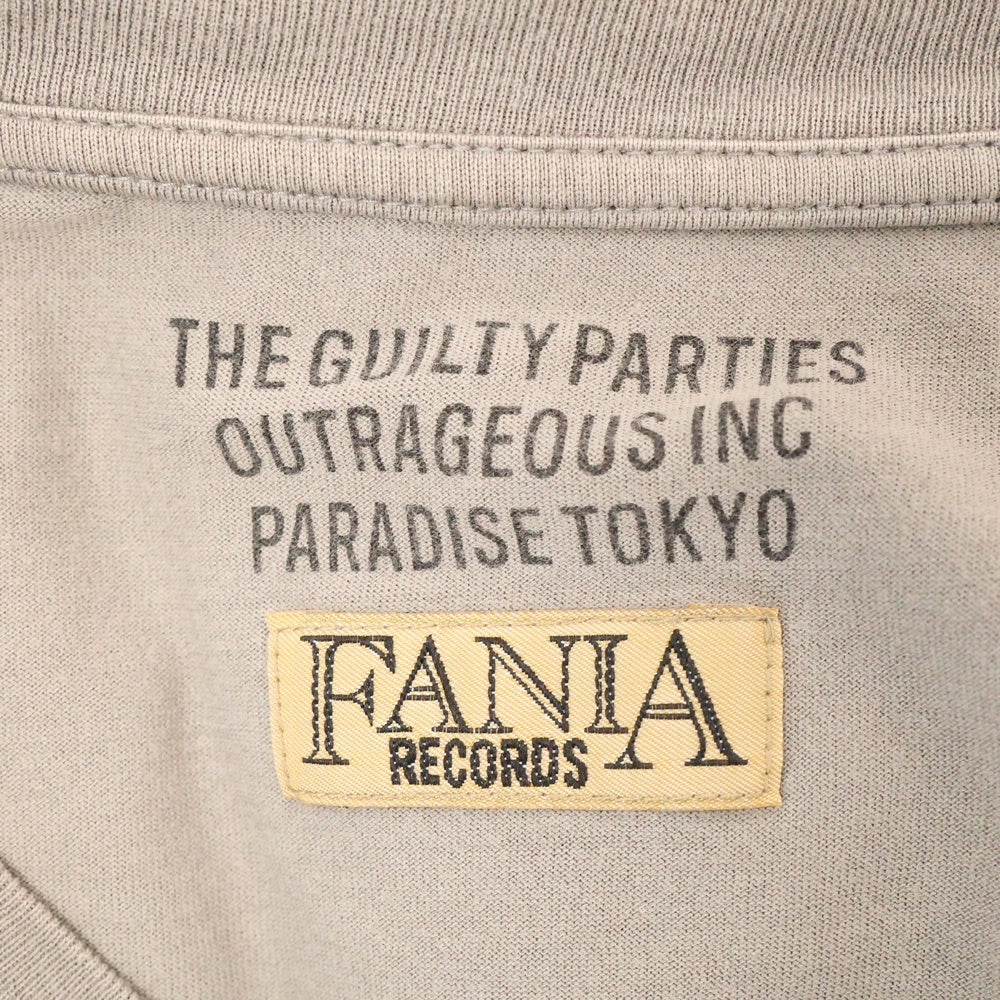 THE GUILTY PARTIES
OUTRAGEOUS INC
PARADISE TOKYO
FANIA
RECORDS